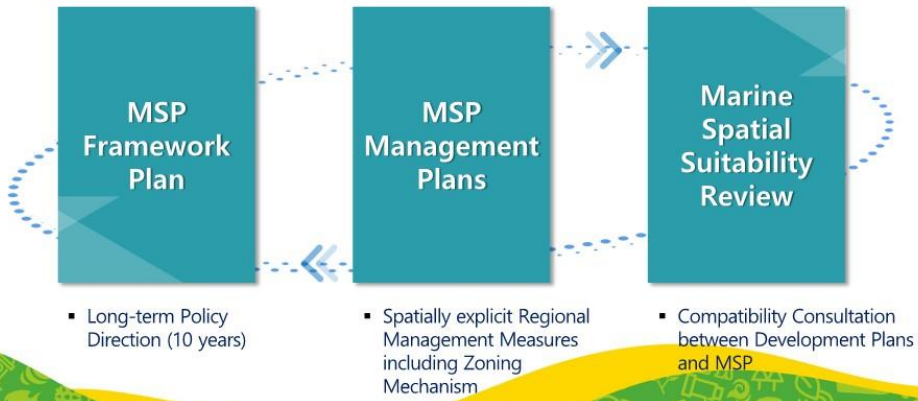 MSP
Framework
Plan
▪ Long-term Policy
Direction (10 years)
MSP
Management
Plans
▪ Spatially explicit Regional
Management Measures
including Zoning
Mechanism
Marine
Spatial
Suitability
Review
▪ Compatibility Consultation
between Development Plans
and MSP